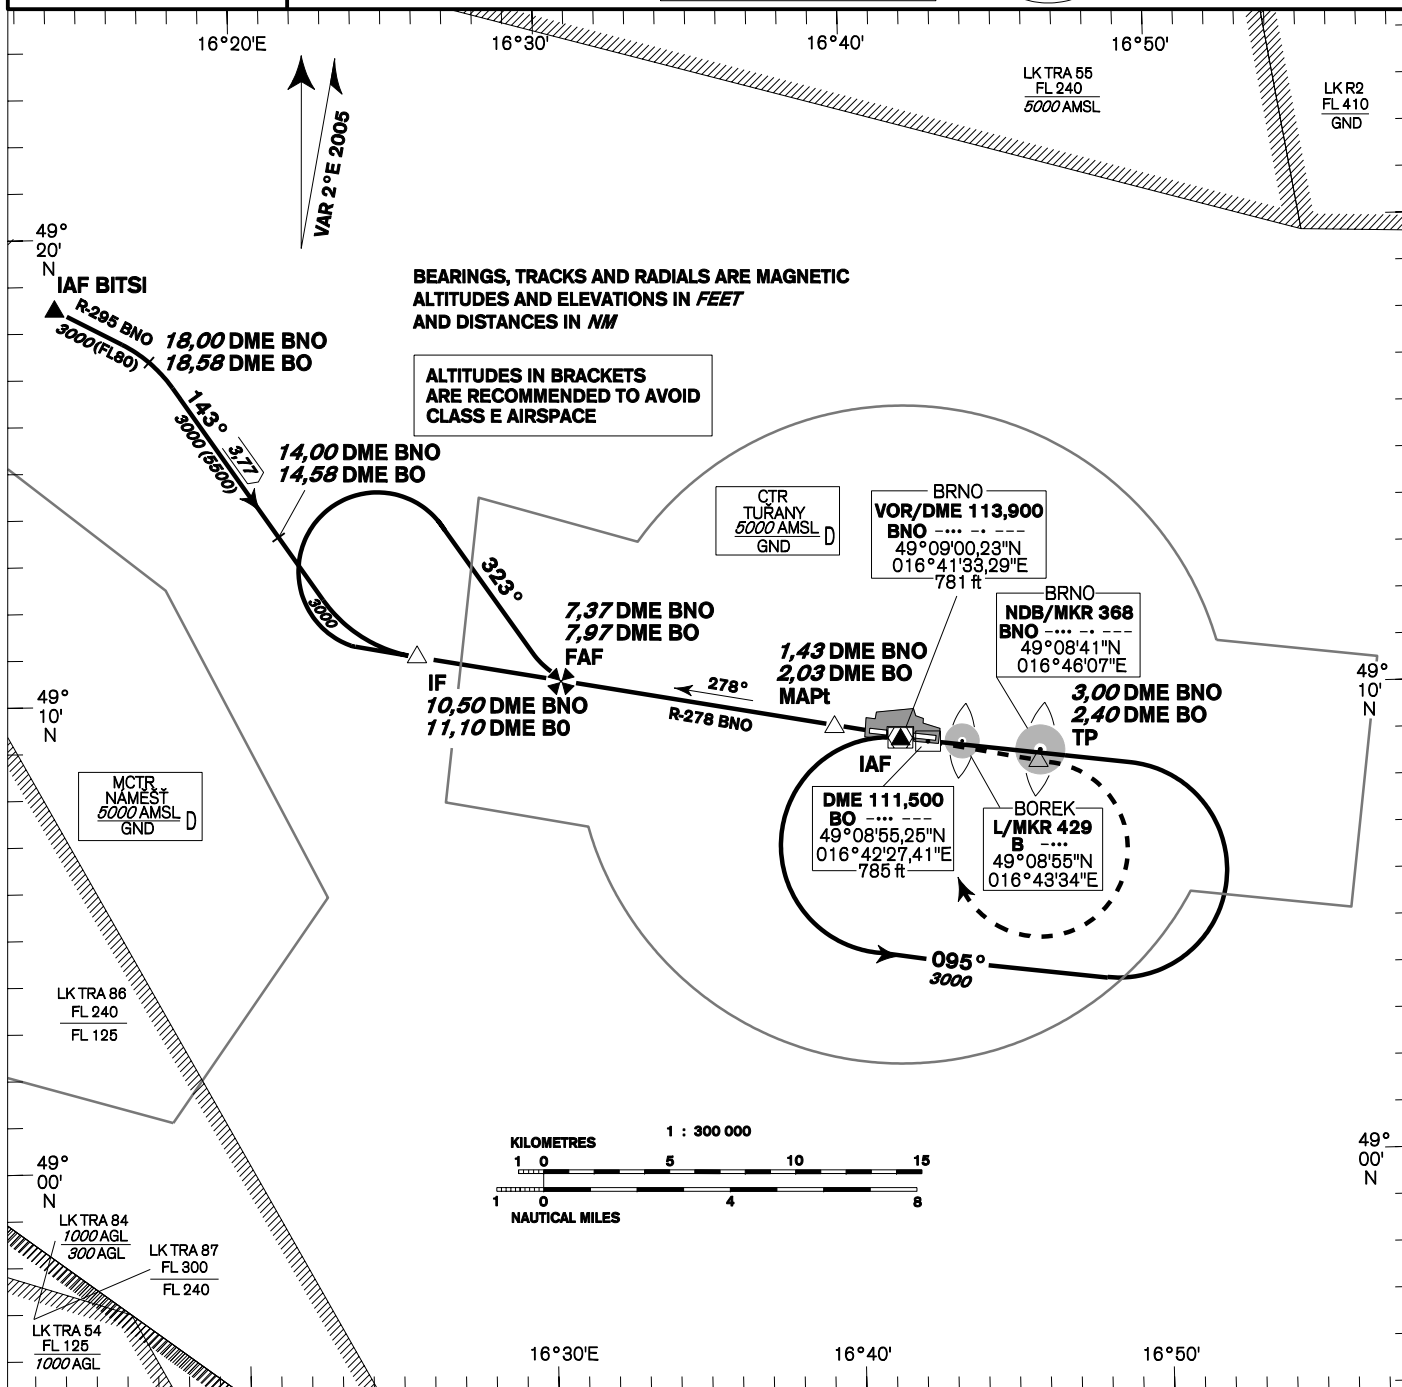 16°20'E
16°30'
16°40'
16°50'
LK TRA 55
FL 240
5000 AMSL
LK R2
FL 410
GND
VAR 2°E 2005
49°
20'
N
IAF BITSI
R-295 BNO
3000(FL80)
18,00 DME BNO
18,58 DME BO
BEARINGS, TRACKS AND RADIALS ARE MAGNETIC
ALTITUDES AND ELEVATIONS IN FEET
AND DISTANCES IN NM
ALTITUDES IN BRACKETS
ARE RECOMMENDED TO AVOID
CLASS E AIRSPACE
143°
3000 (5500)
3,77
14,00 DME BNO
14,58 DME BO
CTR
TUŘANY
5000 AMSL
GND
D
BRNO
VOR/DME 113,900
BNO -··· -· ---
49°09'00,23"N
016°41'33,29"E
781 ft
323°
3000
BRNO
NDB/MKR 368
BNO -··· -· ---
49°08'41"N
016°46'07"E
7,37 DME BNO
7,97 DME BO
FAF
1,43 DME BNO
2,03 DME BO
MAPt
278°
R-278 BNO
IF
10,50 DME BNO
11,10 DME BO
3,00 DME BNO
2,40 DME BO
TP
49°
10'
N
49°
10'
N
IAF
MCTR
NÁMĚŠŤ
5000 AMSL
GND
D
DME 111,500
BO -··· ---
49°08'55,25"N
016°42'27,41"E
785 ft
BOREK
L/MKR 429
B -···
49°08'55"N
016°43'34"E
095°
3000
LK TRA 86
FL 240
FL 125
1 : 300 000
KILOMETRES
1 0 5 10 15
1 0 4 8
NAUTICAL MILES
49°
00'
N
49°
00'
N
LK TRA 84
1000 AGL
300 AGL
LK TRA 87
FL 300
FL 240
LK TRA 54
FL 125
1000 AGL
16°30'E
16°40'
16°50'